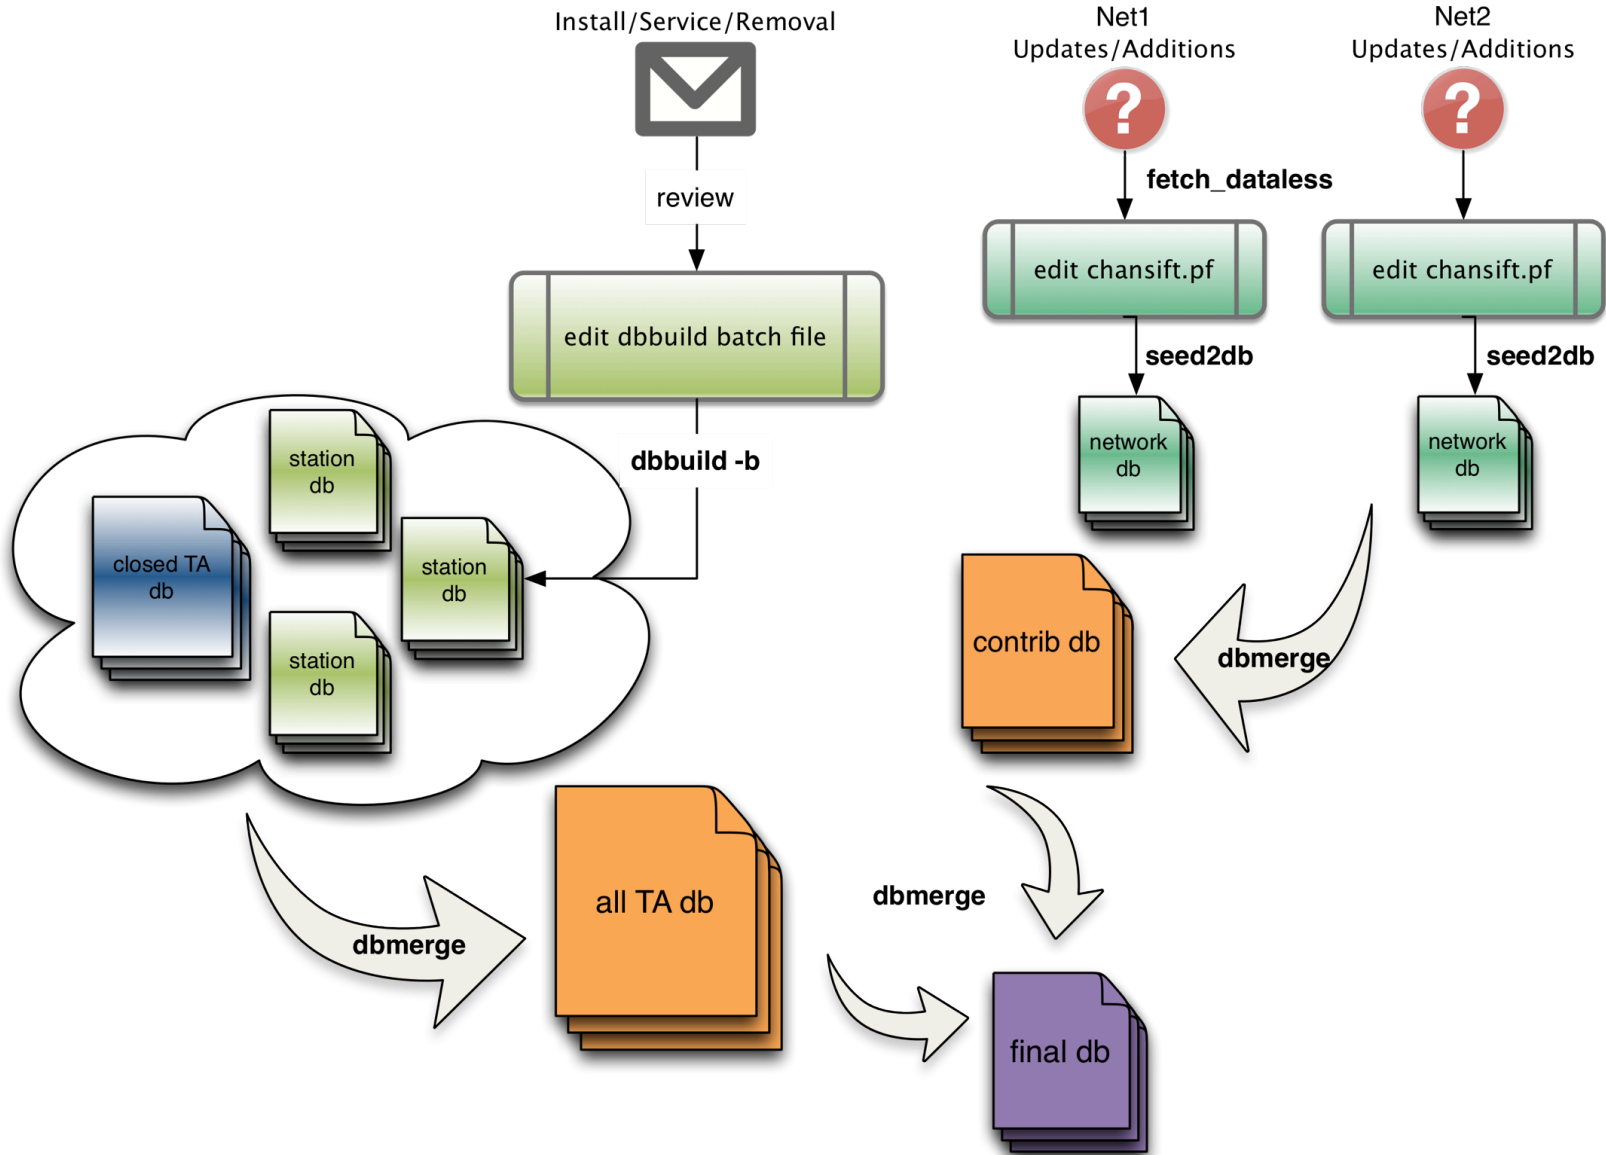 Install/Service/Removal
Net1
Updates/Additions
Net2
Updates/Additions
review
fetch_dataless
edit chansift.pf
edit chansift.pf
edit dbbuild batch file
seed2db
seed2db
dbbuild -b
network
db
network
db
station
db
closed TA
db
station
db
station
db
contrib db
dbmerge
all TA db
dbmerge
dbmerge
final db